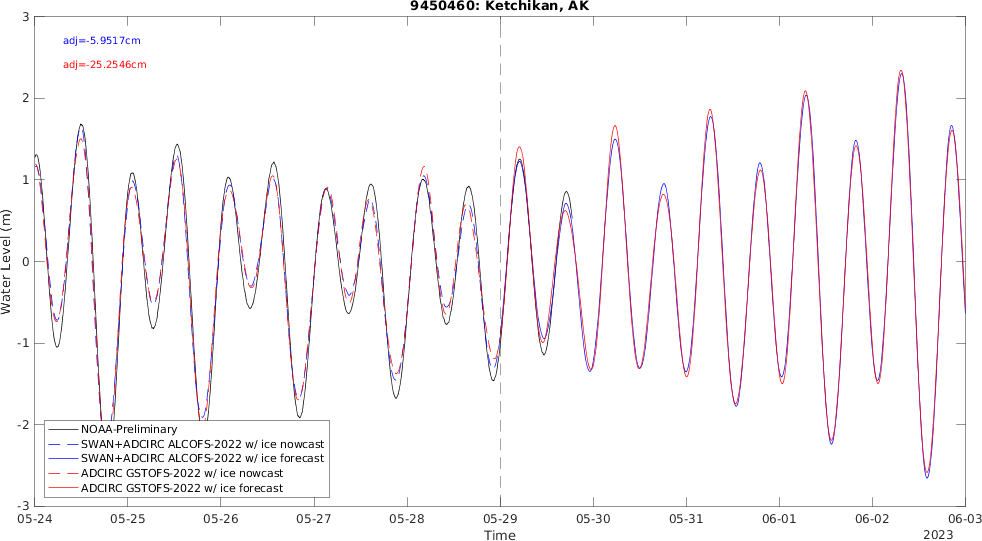 9450460: Ketchikan, AK
adj=-5.9517cm
adj=-25.2546cm
Water Level (m)
3
2
1
0
-1
-2
-3
NOAA-Preliminary
SWAN+ADCIRC ALCOFS-2022 w/ ice nowcast
SWAN+ADCIRC ALCOFS-2022 w/ ice forecast
ADCIRC GSTOFS-2022 w/ ice nowcast
ADCIRC GSTOFS-2022 w/ ice forecast
05-24 05-25 05-26 05-27 05-28 05-29 05-30 05-31 06-01 06-02 06-03
Time
2023